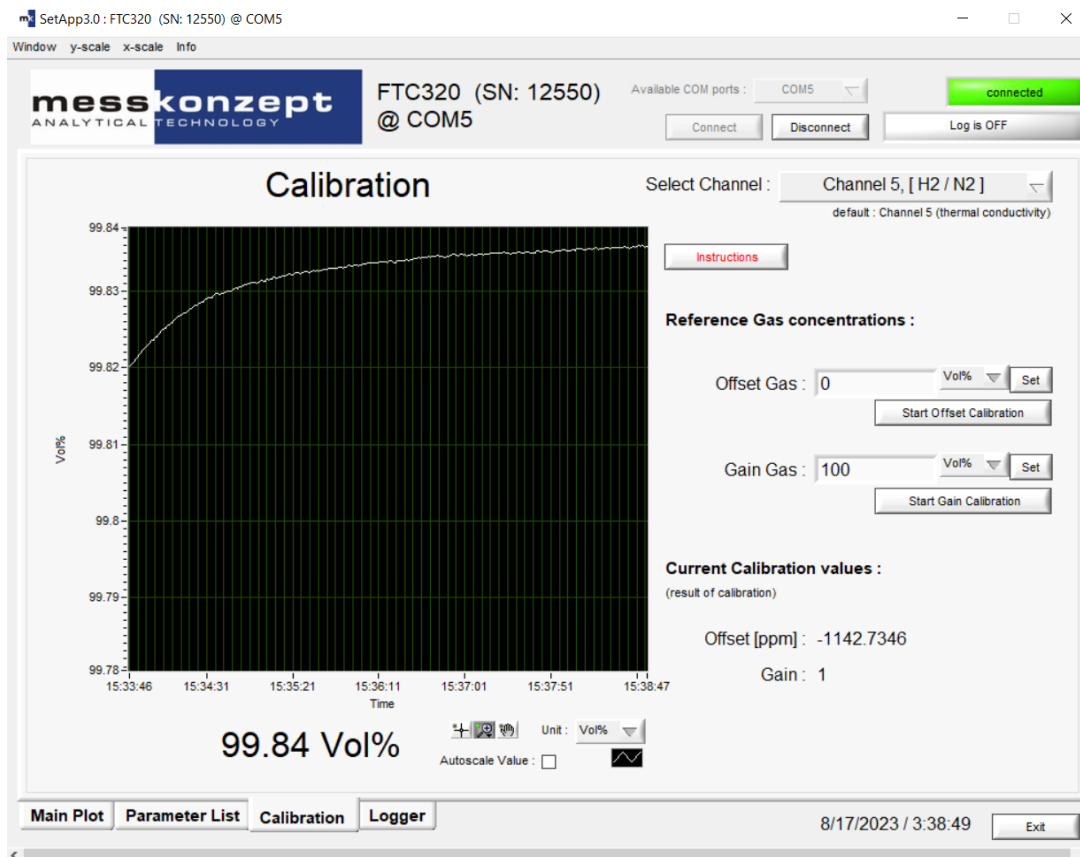 SetApp3.0 : FTC320 (SN: 12550) @ COM5
Window y-scale x-scale Info
messkonzept
ANALYTICAL TECHNOLOGY
FTC320 (SN: 12550)
@ COM5
Available COM ports : COM5
connected
Connect Disconnect
Log is OFF
Calibration
Select Channel : Channel 5, [ H2 / N2 ]
default : Channel 5 (thermal conductivity)
Instructions
Reference Gas concentrations :
Offset Gas : 0 Vol% Set
Start Offset Calibration
Gain Gas : 100 Vol% Set
Start Gain Calibration
Current Calibration values :
(result of calibration)
Offset [ppm] : -1142.7346
Gain : 1
Vol%
99.84
99.83
99.82
99.81
99.8
99.79
99.78
15:33:46 15:34:31 15:35:21 15:36:11 15:37:01 15:37:51 15:38:47
Time
99.84 Vol%
Unit : Vol%
Autoscale Value :
Main Plot Parameter List Calibration Logger
8/17/2023 / 3:38:49
Exit